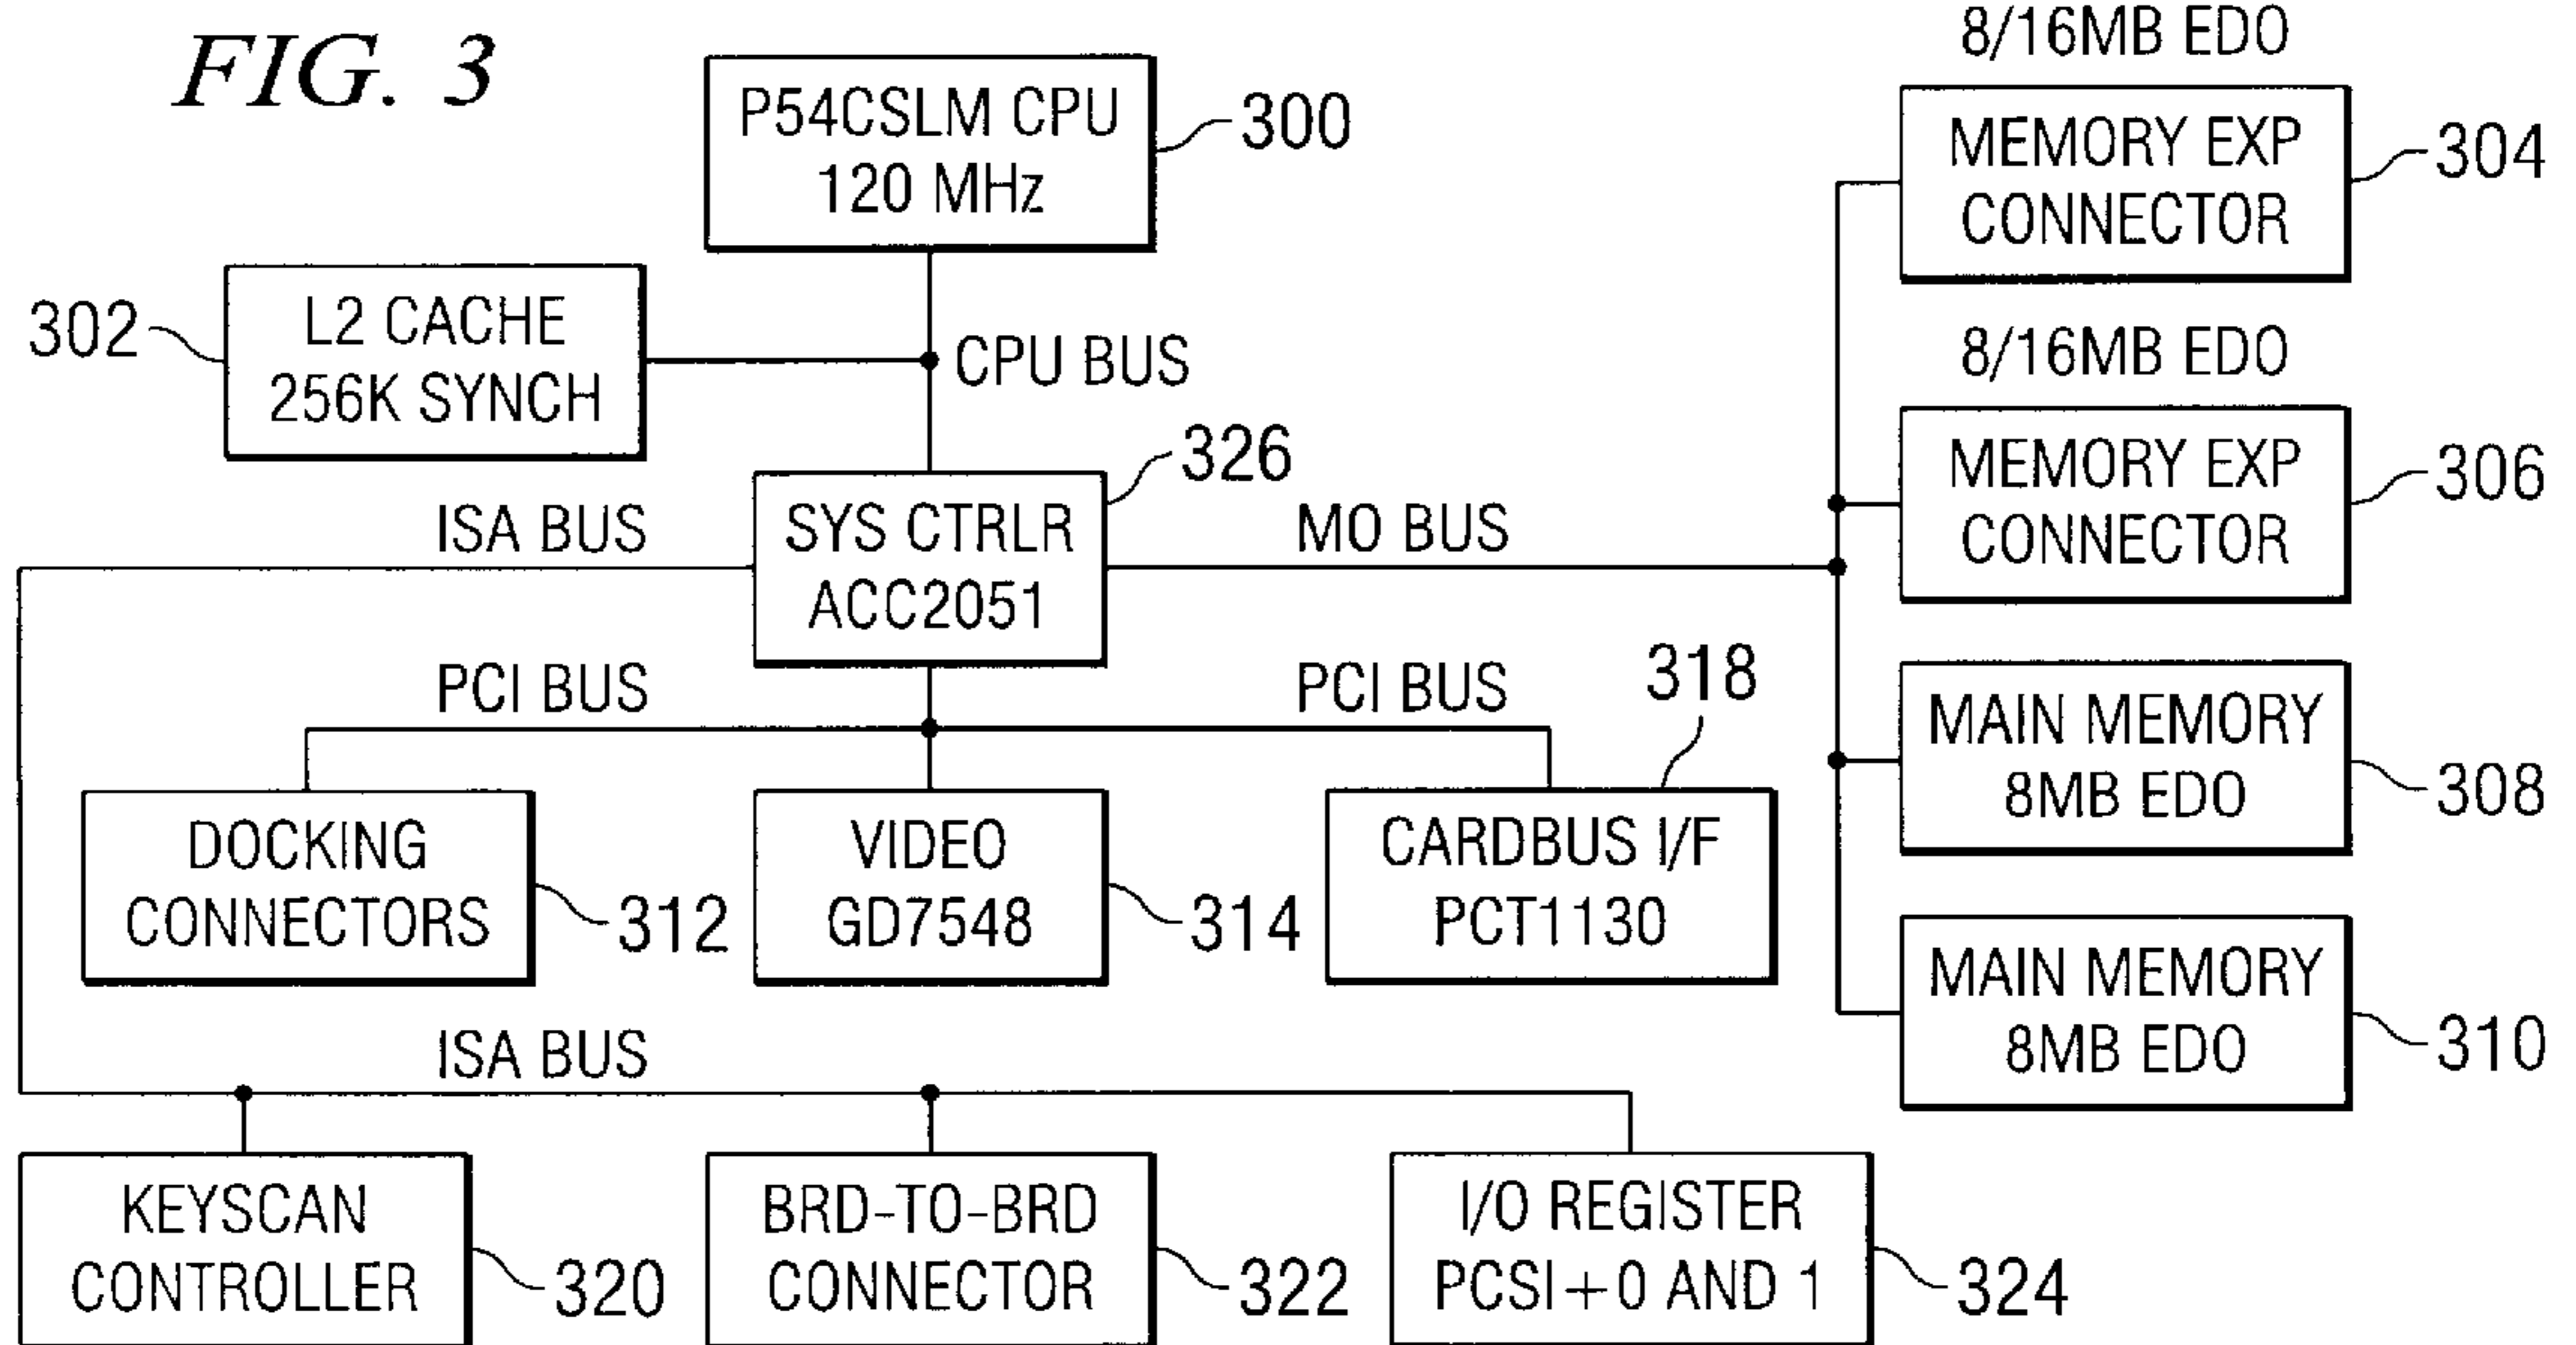 FIG. 3
P54CSLM CPU
120 MHz
300
8/16MB EDO
MEMORY EXP
CONNECTOR
304
L2 CACHE
256K SYNCH
302
CPU BUS
8/16MB EDO
MEMORY EXP
CONNECTOR
306
326
ISA BUS
SYS CTRLR
ACC2051
MO BUS
PCI BUS
PCI BUS
318
MAIN MEMORY
8MB EDO
308
DOCKING
CONNECTORS
312
VIDEO
GD7548
314
CARDBUS I/F
PCT1130
MAIN MEMORY
8MB EDO
310
ISA BUS
KEYSCAN
CONTROLLER
320
BRD-TO-BRD
CONNECTOR
322
I/O REGISTER
PCSI+0 AND 1
324